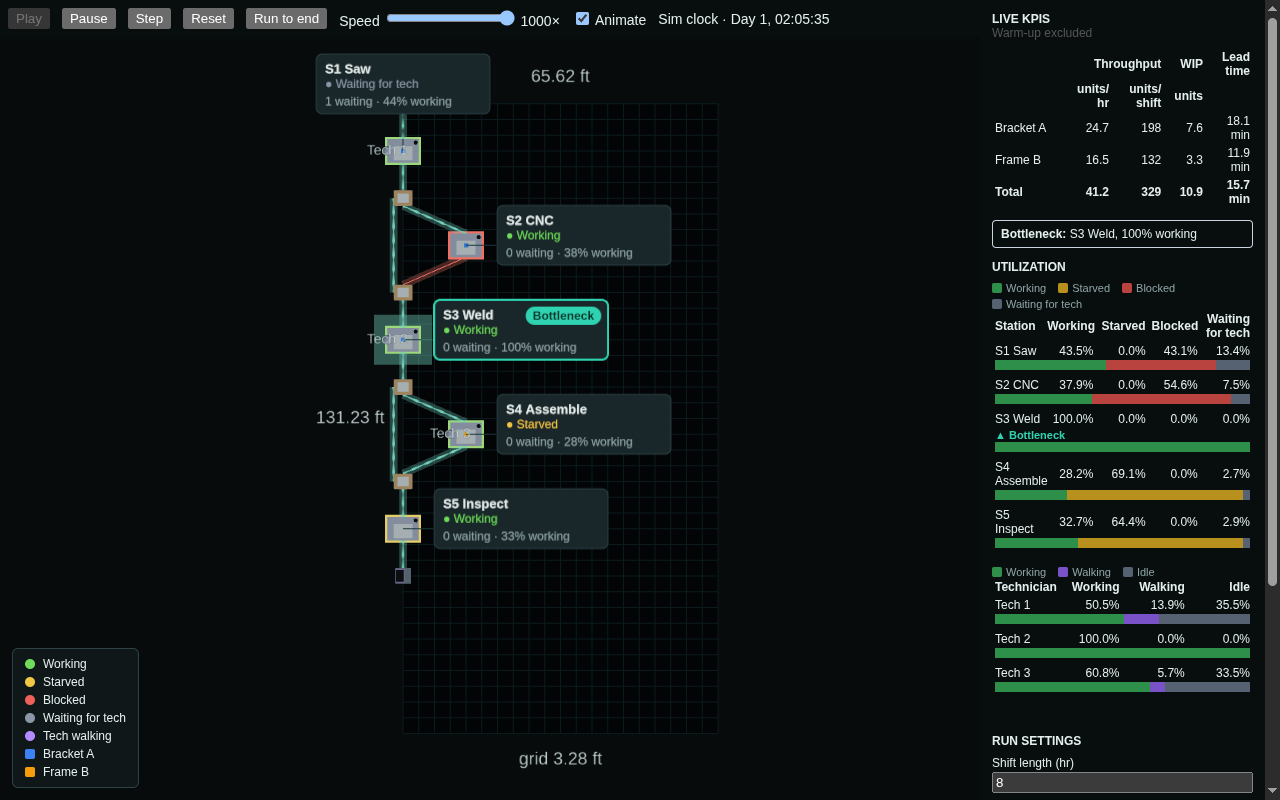 Play Pause Step Reset Run to end Speed 1000× Animate Sim clock · Day 1, 02:05:35
S1 Saw
Waiting for tech
1 waiting · 44% working
65.62 ft
Tech
S2 CNC
Working
0 waiting · 38% working
S3 Weld Bottleneck
Working
0 waiting · 100% working
Tech
131.23 ft
S4 Assemble
Starved
0 waiting · 28% working
Tech
S5 Inspect
Working
0 waiting · 33% working
grid 3.28 ft
Working
Starved
Blocked
Waiting for tech
Tech walking
Bracket A
Frame B
LIVE KPIS
Warm-up excluded
Throughput WIP Lead time
units/hr units/shift units
Bracket A 24.7 198 7.6 18.1 min
Frame B 16.5 132 3.3 11.9 min
Total 41.2 329 10.9 15.7 min
Bottleneck: S3 Weld, 100% working
UTILIZATION
Working Starved Blocked
Waiting for tech
Station Working Starved Blocked Waiting for tech
S1 Saw 43.5% 0.0% 43.1% 13.4%
S2 CNC 37.9% 0.0% 54.6% 7.5%
S3 Weld 100.0% 0.0% 0.0% 0.0%
▲ Bottleneck
S4 Assemble 28.2% 69.1% 0.0% 2.7%
S5 Inspect 32.7% 64.4% 0.0% 2.9%
Working Walking Idle
Technician Working Walking Idle
Tech 1 50.5% 13.9% 35.5%
Tech 2 100.0% 0.0% 0.0%
Tech 3 60.8% 5.7% 33.5%
RUN SETTINGS
Shift length (hr)
8